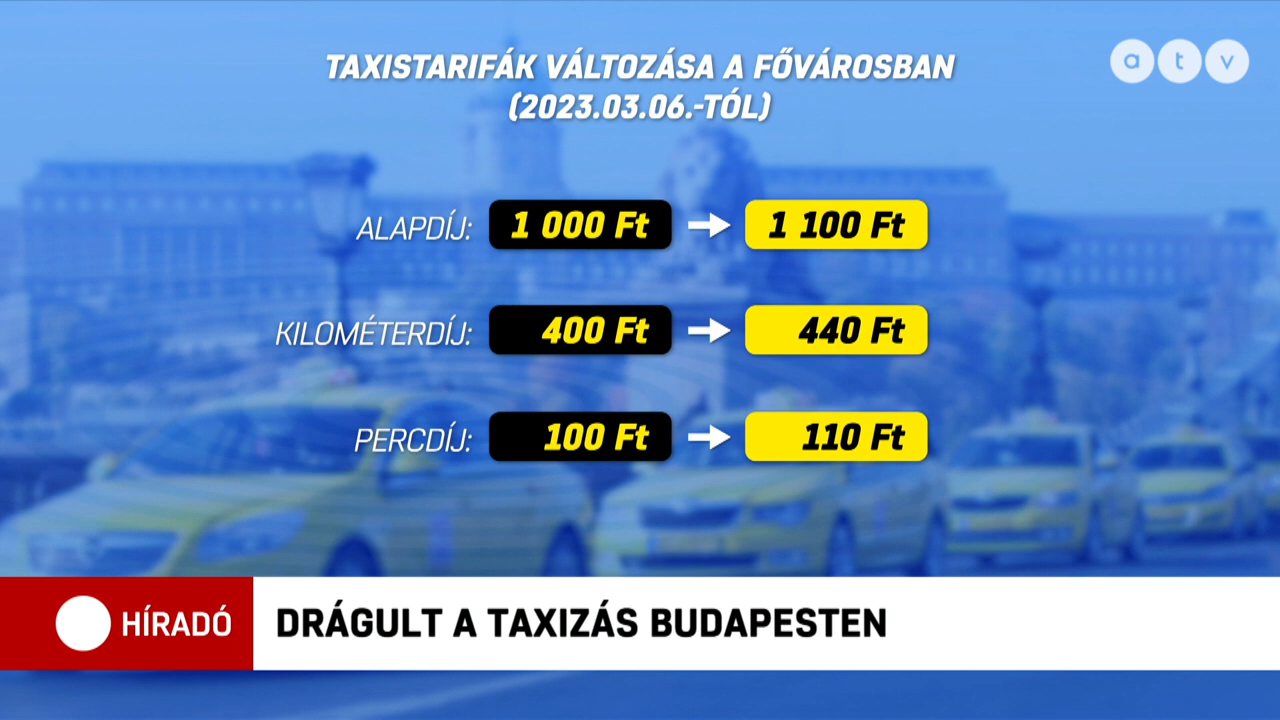 TAXISTARIFÁK VÁLTOZÁSA A FŐVÁROSBAN
(2023.03.06.-TÓL)
atv
ALAPDÍJ: 1 000 Ft 1 100 Ft
KILOMÉTERDÍJ: 400 Ft 440 Ft
PERCDÍJ: 100 Ft 110 Ft
HÍRADÓ
DRÁGULT A TAXIZÁS BUDAPESTEN